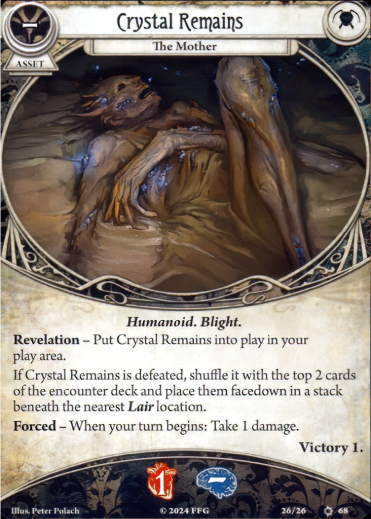 Crystal Remains
The Mother
ASSET
Humanoid. Blight.
Revelation – Put Crystal Remains into play in your
play area.
If Crystal Remains is defeated, shuffle it with the top 2 cards
of the encounter deck and place them facedown in a stack
beneath the nearest Lair location.
Forced – When your turn begins: Take 1 damage.
Victory 1.
1
–
Illus. Peter Polach
© 2024 FFG
26/26
68